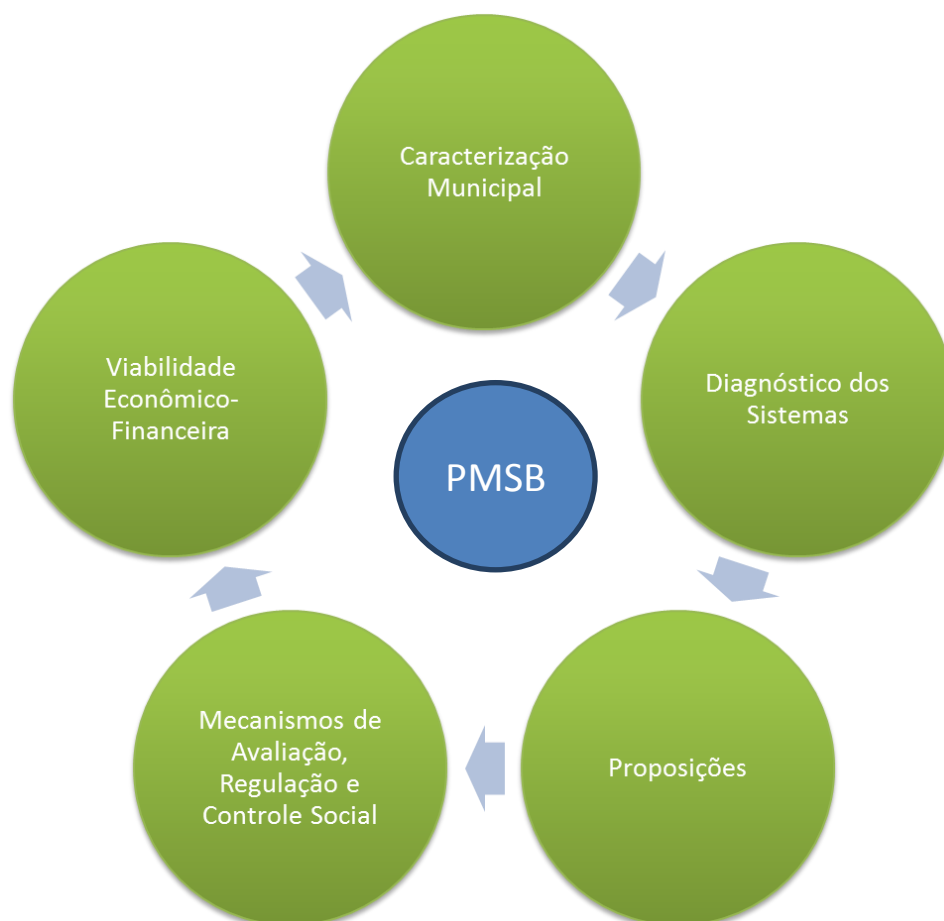 Caracterização
Municipal
Diagnóstico dos
Sistemas
Proposições
Mecanismos de
Avaliação,
Regulação e
Controle Social
Viabilidade
Econômico-
Financeira
PMSB